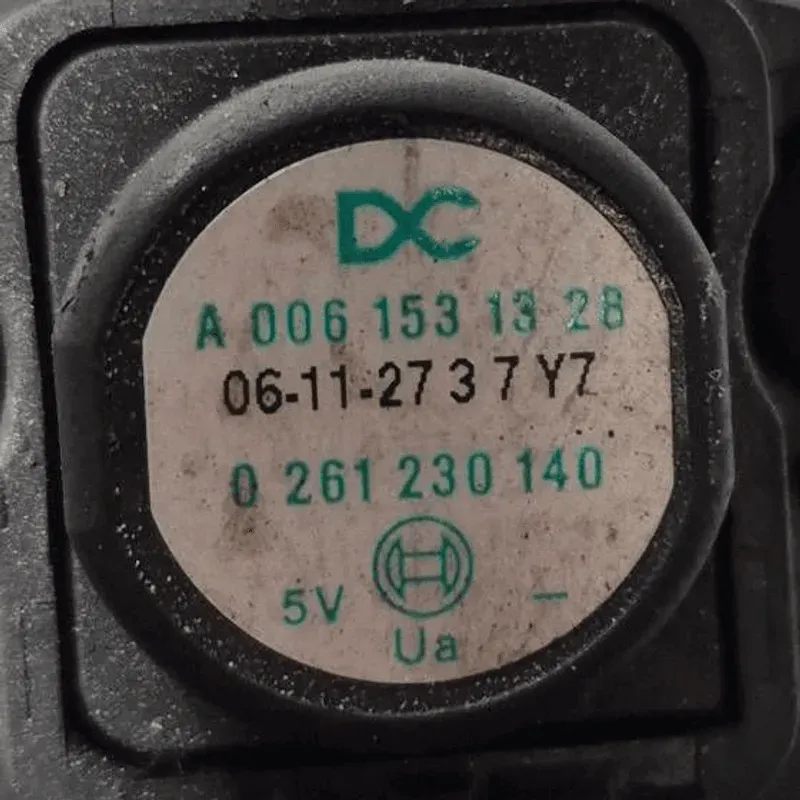 DC
A 006 153 13 28
06-11-27 3 7 Y7
0 261 230 140
5V –
Ua